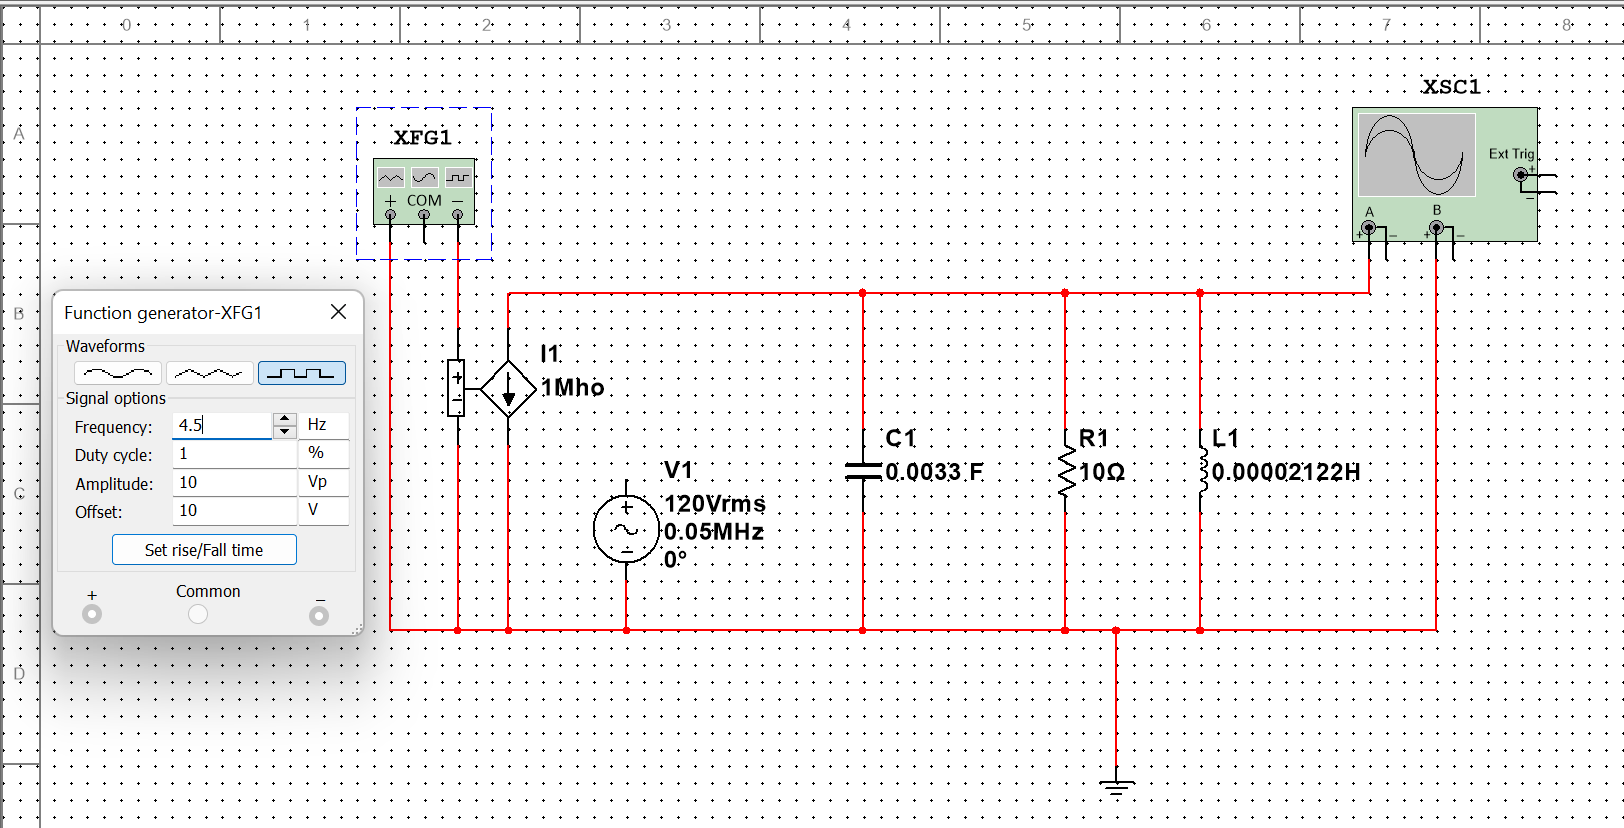 0 1 2 3 4 5 6 7 8
A
B
C
D
XFG1
+ COM −
XSC1
Ext Trig
+
−
A B
+ − + −
Function generator-XFG1
Waveforms
Signal options
Frequency: 4.5 Hz
Duty cycle: 1 %
Amplitude: 10 Vp
Offset: 10 V
Set rise/Fall time
+ Common −
I1
1Mho
+
−
V1
120Vrms
0.05MHz
0°
+
−
C1
0.0033 F
R1
10Ω
L1
0.00002122H